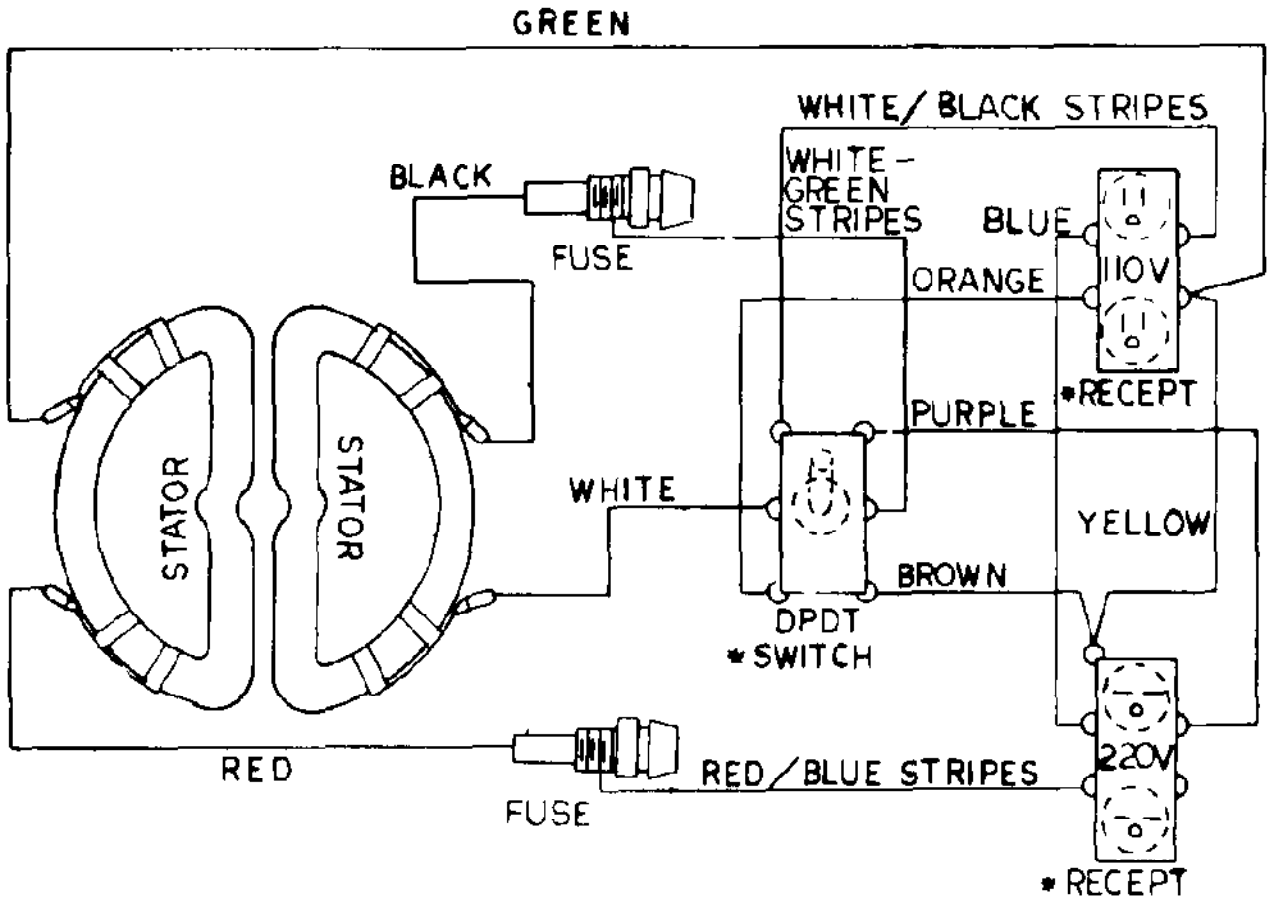 GREEN
WHITE/BLACK STRIPES
BLACK
WHITE-
GREEN
STRIPES
BLUE
FUSE
110V
ORANGE
*RECEPT
PURPLE
STATOR
STATOR
WHITE
YELLOW
BROWN
DPDT
*SWITCH
220V
RED
RED/BLUE STRIPES
FUSE
*RECEPT